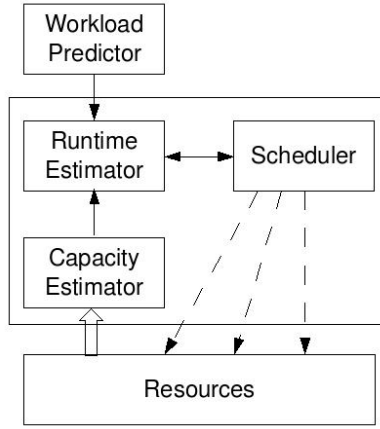 Workload
Predictor
Runtime
Estimator
Scheduler
Capacity
Estimator
Resources